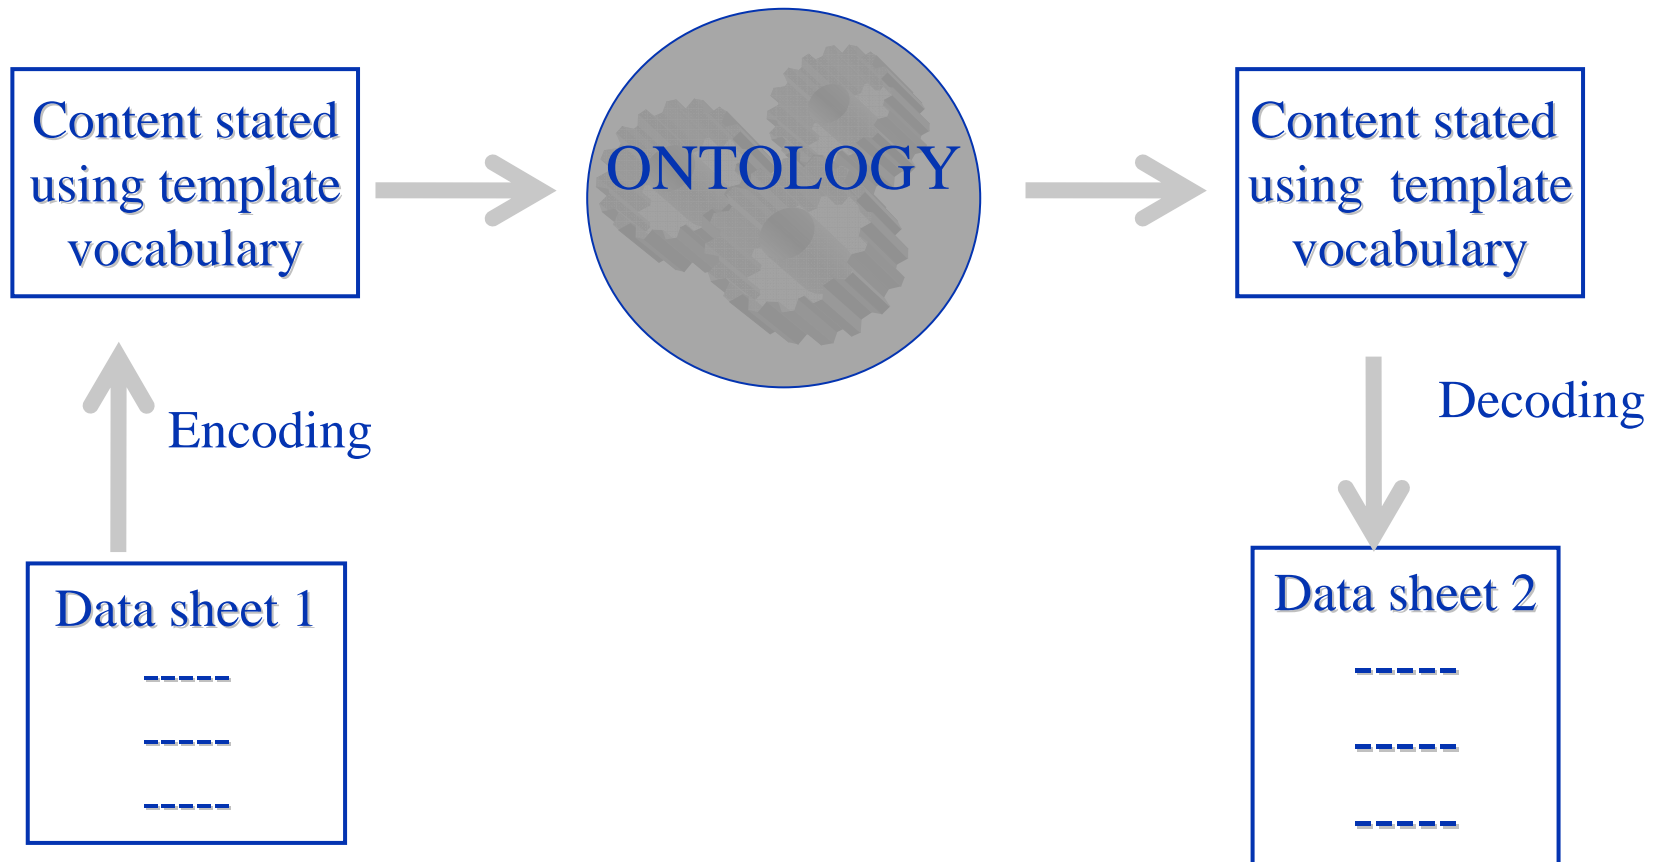 Content stated
using template
vocabulary
ONTOLOGY
Content stated
using template
vocabulary
Encoding
Decoding
Data sheet 1
-----
-----
-----
Data sheet 2
-----
-----
-----